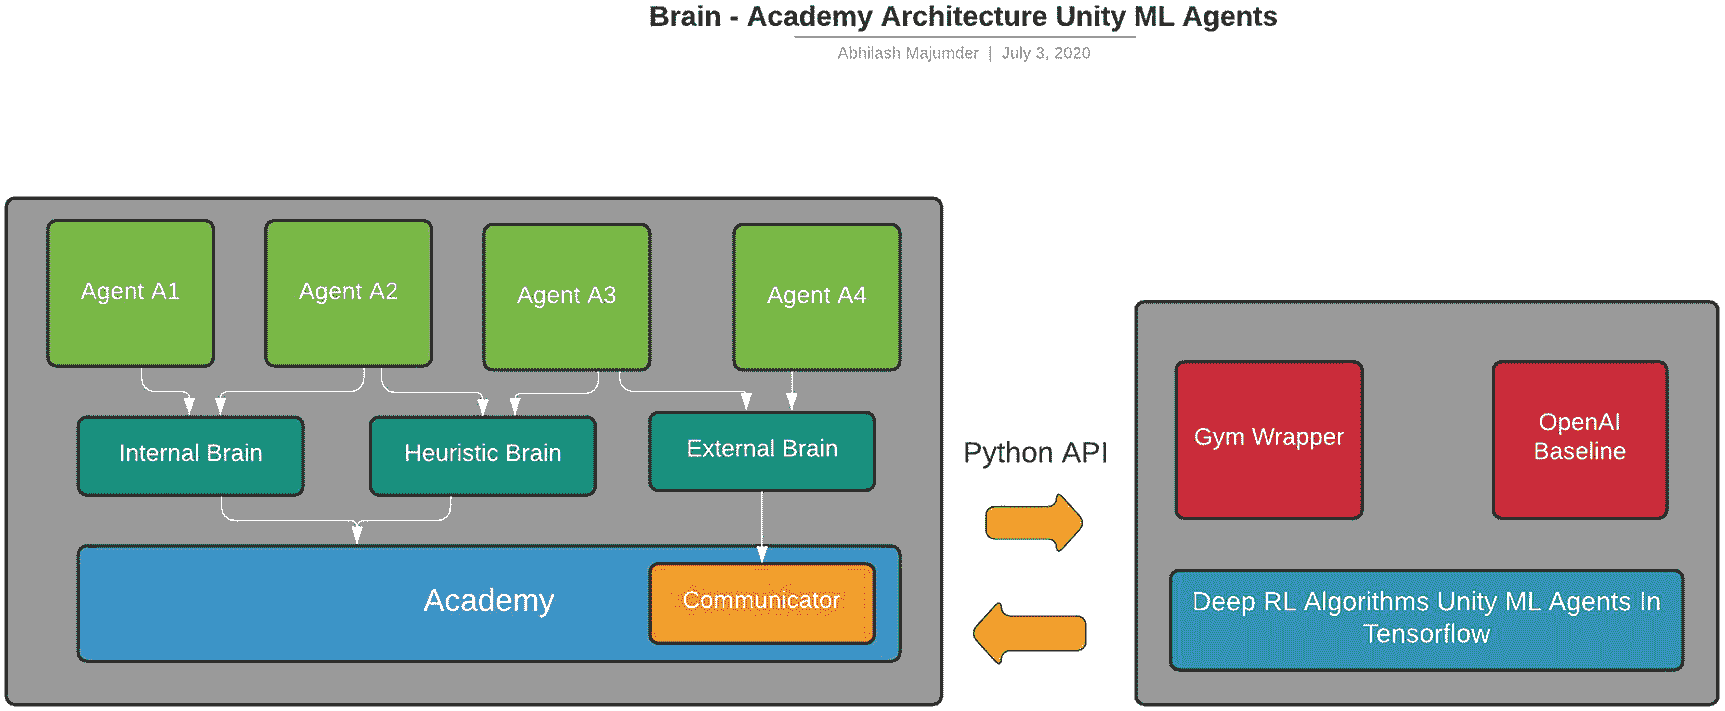 Brain - Academy Architecture Unity ML Agents
Abhilash Majumder | July 3, 2020
Agent A1
Agent A2
Agent A3
Agent A4
Internal Brain
Heuristic Brain
External Brain
Academy
Communicator
Python API
Gym Wrapper
OpenAI
Baseline
Deep RL Algorithms Unity ML Agents In
Tensorflow